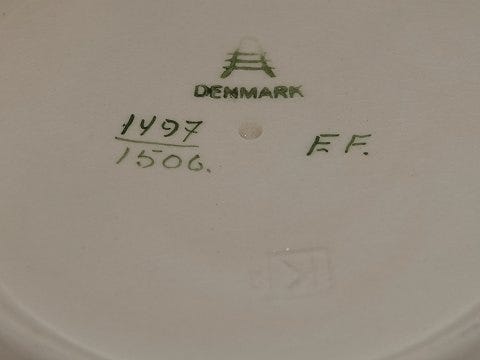 DENMARK
1497
1506. E F.
K